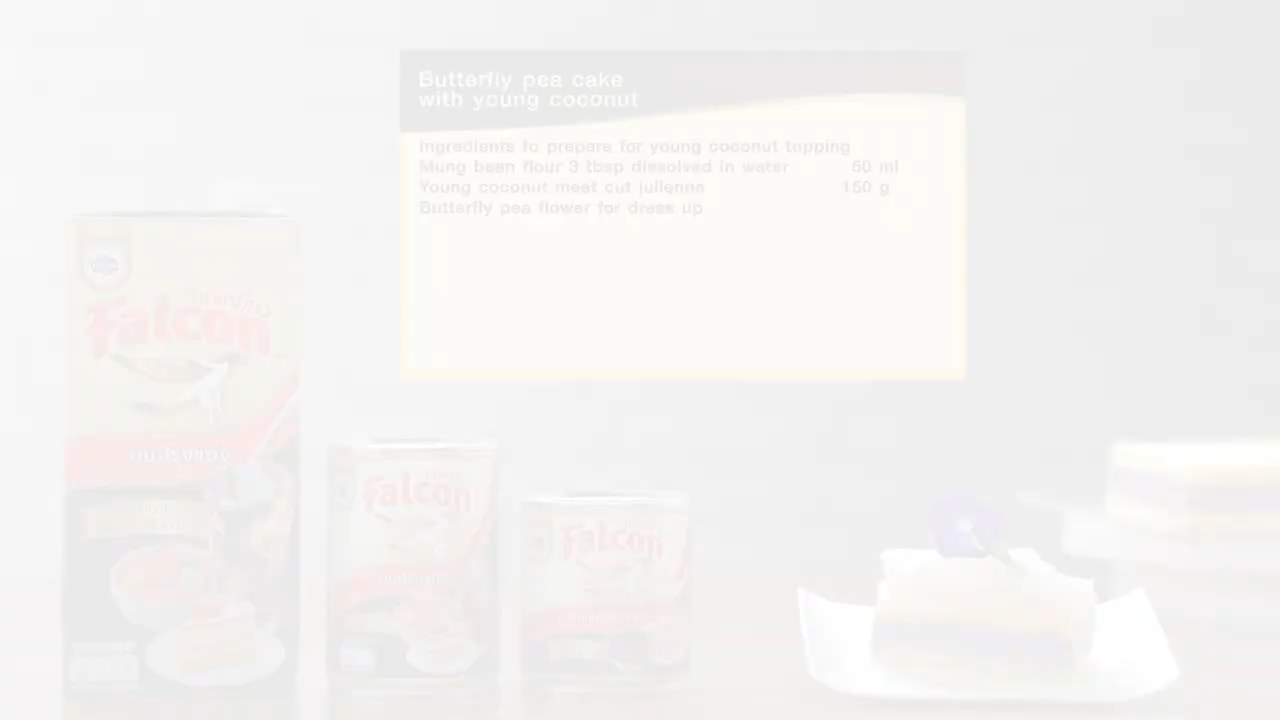 Butterfly pea cake
with young coconut
Ingredients to prepare for young coconut topping
Mung bean flour 3 tbsp dissolved in water 50 ml
Young coconut meat cut julienne 150 g
Butterfly pea flower for dress up
Falcon
Falcon
Falcon